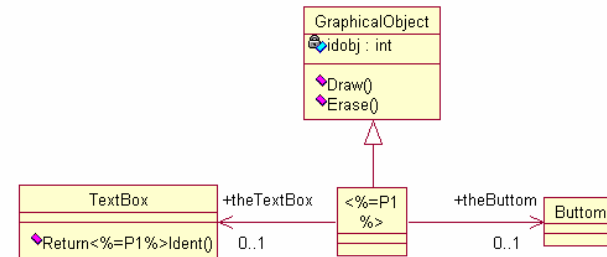 GraphicalObject
idobj : int
Draw()
Erase()
TextBox
Return<%=P1%>Ident()
+theTextBox
0..1
<%=P1
%>
+theButtom
0..1
Buttom